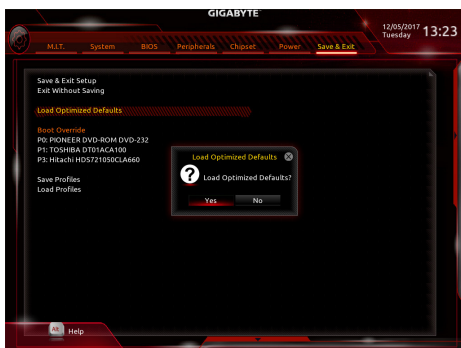 GIGABYTE
12/05/2017 13:23
Tuesday
M.I.T. System BIOS Peripherals Chipset Power Save & Exit
Save & Exit Setup
Exit Without Saving
Load Optimized Defaults
Boot Override
P0: PIONEER DVD-ROM DVD-232
P1: TOSHIBA DT01ACA100
P3: Hitachi HDS721050CLA660
Save Profiles
Load Profiles
Load Optimized Defaults
Load Optimized Defaults?
Yes No
Alt Help